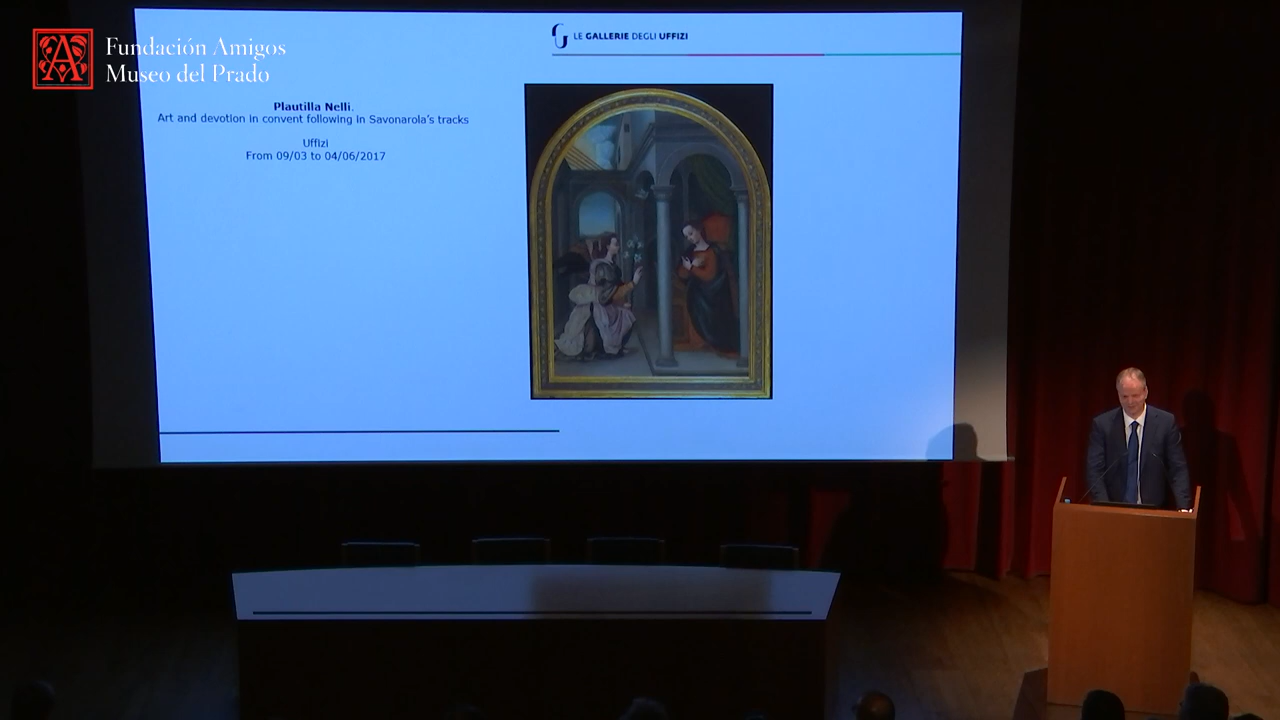 Fundación Amigos
Museo del Prado
LE GALLERIE DEGLI UFFIZI
Plautilla Nelli.
Art and devotion in convent following in Savonarola's tracks
Uffizi
From 09/03 to 04/06/2017